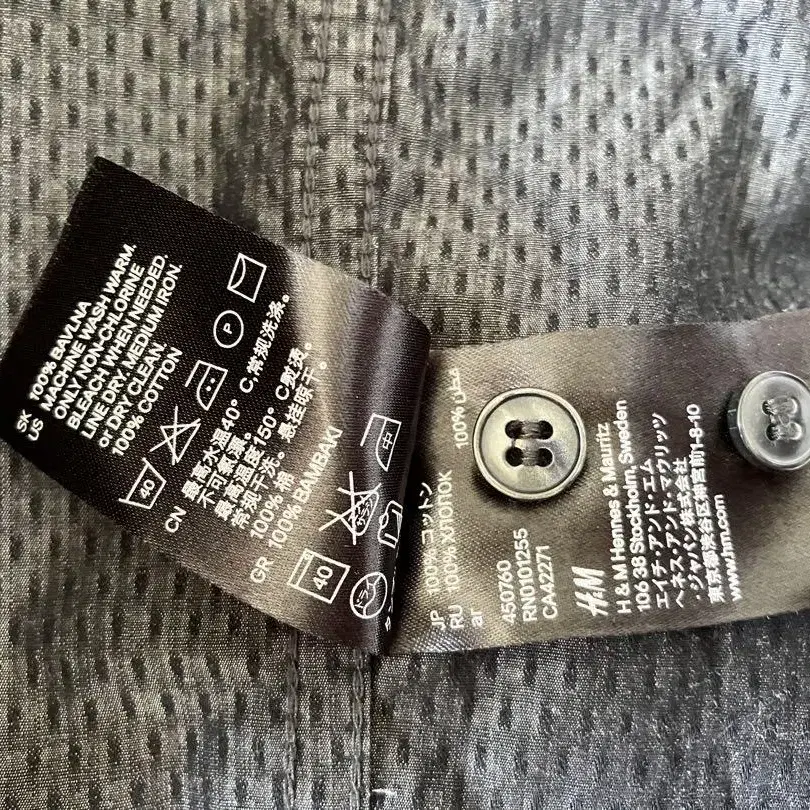 SK 100% BAVLNA
US MACHINE WASH WARM.
ONLY NON-CHLORINE
BLEACH WHEN NEEDED.
LINE DRY. MEDIUM IRON.
or DRY CLEAN.
100% COTTON
40
P
CN 最高水温40°C,常规洗涤。
不可氯漂。
最高温度150°C熨烫。
常规干洗。悬挂晾干。
100% 棉
GR 100% ΒΑΜΒΑΚΙ
40
中
ドライ
JP 100% コットン
RU 100% ХЛОПОК
ar 100% قطن
450760
RN0101255
CA42271
H&M
H & M Hennes & Mauritz
106 38 Stockholm, Sweden
エイチ・アンド・エム
ヘネス・アンド・マウリッツ
・ジャパン株式会社
東京都渋谷区神宮前1-8-10
www.hm.com